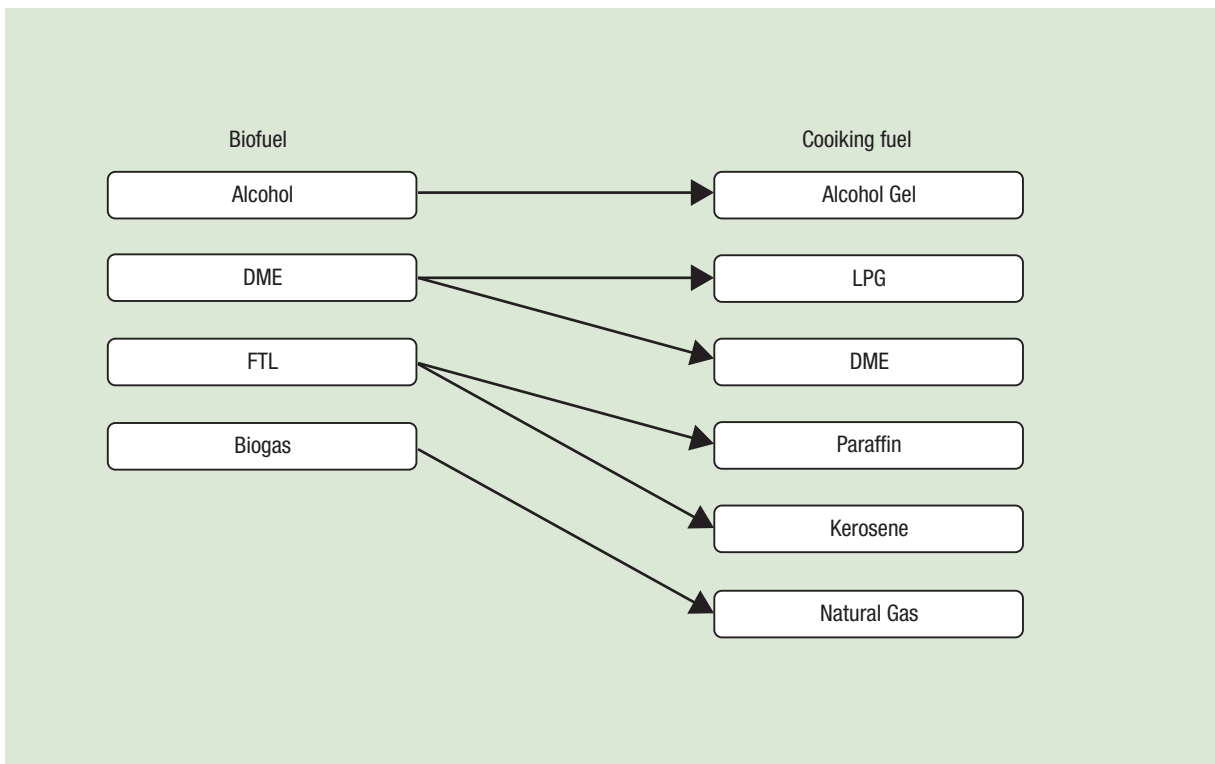 Biofuel
Cooiking fuel
Alcohol
Alcohol Gel
DME
LPG
FTL
DME
Biogas
Paraffin
Kerosene
Natural Gas